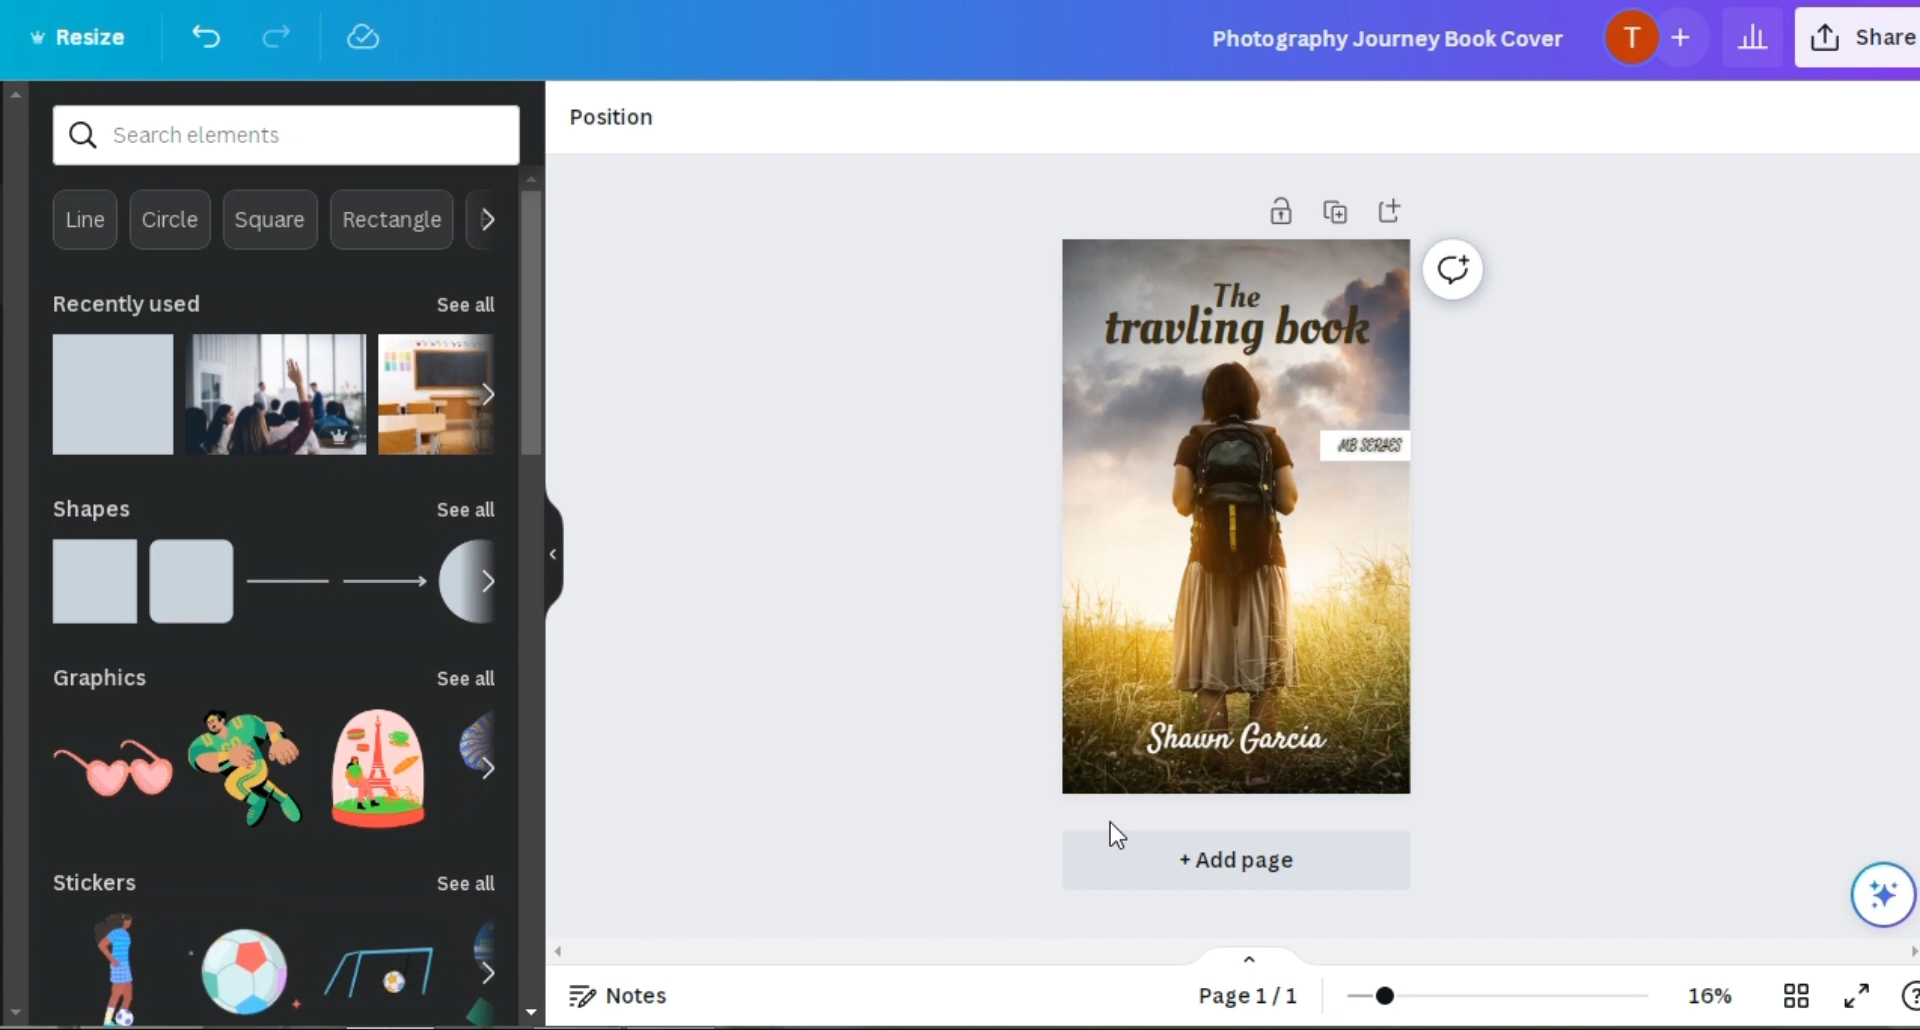 Resize
Photography Journey Book Cover
T
+
Share
Search elements
Position
Line
Circle
Square
Rectangle
Recently used
See all
Shapes
See all
Graphics
See all
Stickers
See all
The
travling book
MB SERAES
Shawn Garcia
+ Add page
Notes
Page 1 / 1
16%
?